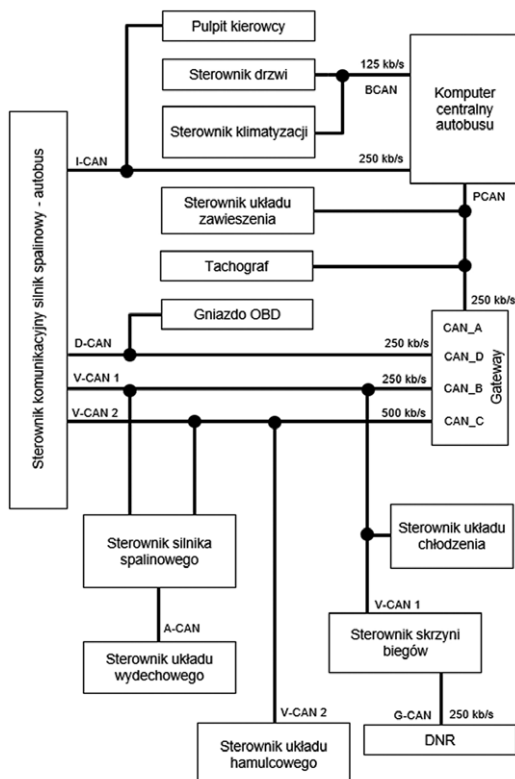 Pulpit kierowcy
Sterownik drzwi
125 kb/s
BCAN
Komputer
centralny
autobusu
Sterownik klimatyzacji
I-CAN
250 kb/s
Sterownik komunikacyjny silnik spalinowy - autobus
Sterownik układu
zawieszenia
PCAN
Tachograf
250 kb/s
Gniazdo OBD
CAN_A
D-CAN
250 kb/s
CAN_D
Gateway
V-CAN 1
250 kb/s
CAN_B
V-CAN 2
500 kb/s
CAN_C
Sterownik silnika
spalinowego
Sterownik układu
chłodzenia
A-CAN
V-CAN 1
Sterownik skrzyni
biegów
Sterownik układu
wydechowego
V-CAN 2
G-CAN
250 kb/s
Sterownik układu
hamulcowego
DNR